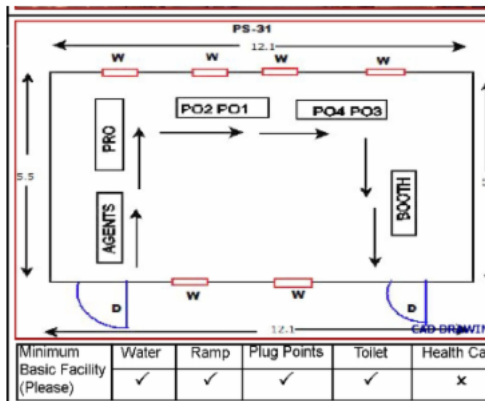 PS-31
12.1
W W W W
PO2 PO1
PO4 PO3
PRO
5.5
AGENTS
BOOTH
D
W
W
D
CAD DRAWIN
12.1
Minimum Basic Facility (Please) Water Ramp Plug Points Toilet Health Ca
✓ ✓ ✓ ✓ x